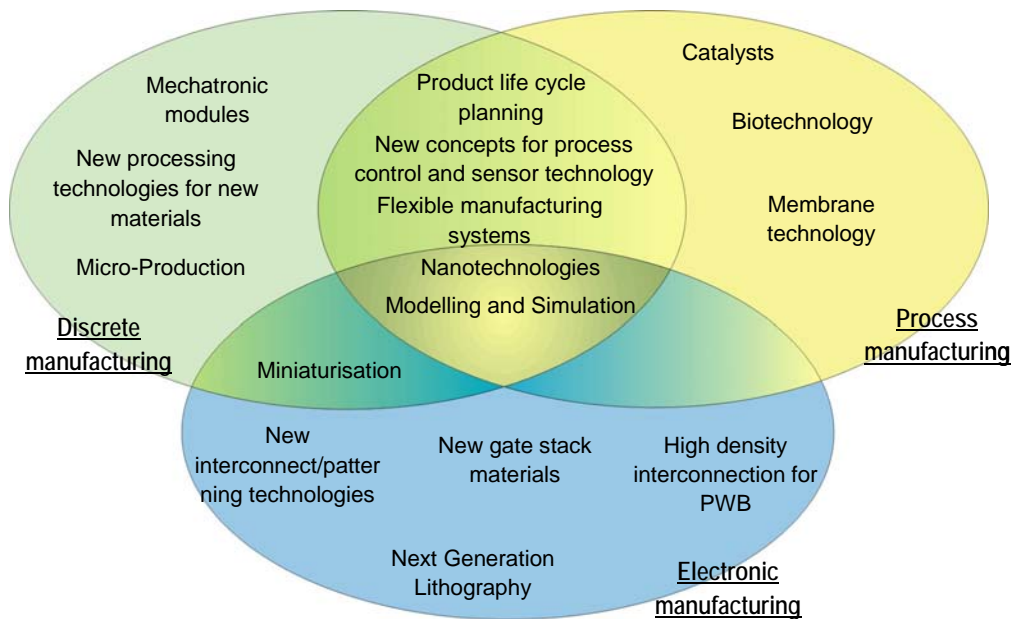 Mechatronic
modules
New processing
technologies for new
materials
Micro-Production
Discrete
manufacturing
Product life cycle
planning
New concepts for process
control and sensor technology
Flexible manufacturing
systems
Nanotechnologies
Modelling and Simulation
Catalysts
Biotechnology
Membrane
technology
Process
manufacturing
Miniaturisation
New
interconnect/patter
ning technologies
New gate stack
materials
High density
interconnection for
PWB
Next Generation
Lithography
Electronic
manufacturing